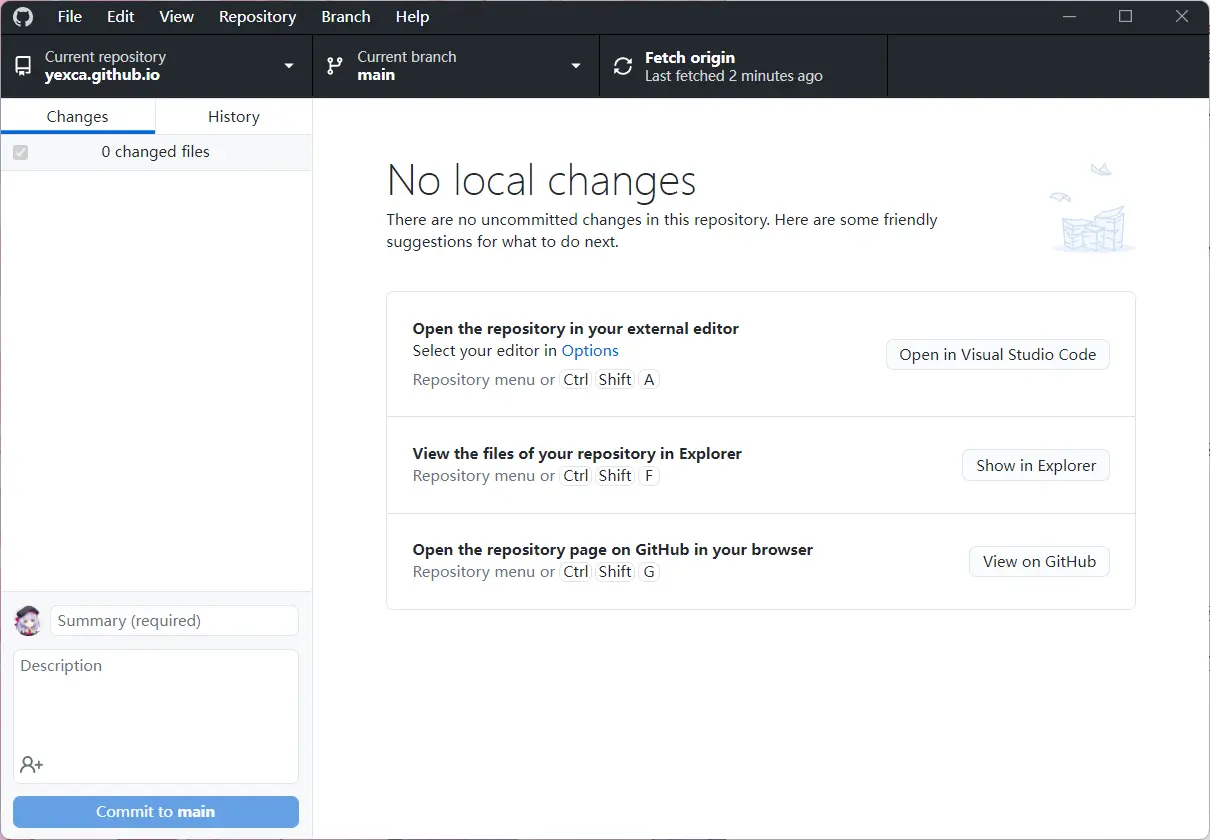 File Edit View Repository Branch Help
Current repository
yexca.github.io
Current branch
main
Fetch origin
Last fetched 2 minutes ago
Changes
History
0 changed files
No local changes
There are no uncommitted changes in this repository. Here are some friendly
suggestions for what to do next.
Open the repository in your external editor
Select your editor in Options
Repository menu or Ctrl Shift A
Open in Visual Studio Code
View the files of your repository in Explorer
Repository menu or Ctrl Shift F
Show in Explorer
Open the repository page on GitHub in your browser
Repository menu or Ctrl Shift G
View on GitHub
Summary (required)
Description
Commit to main